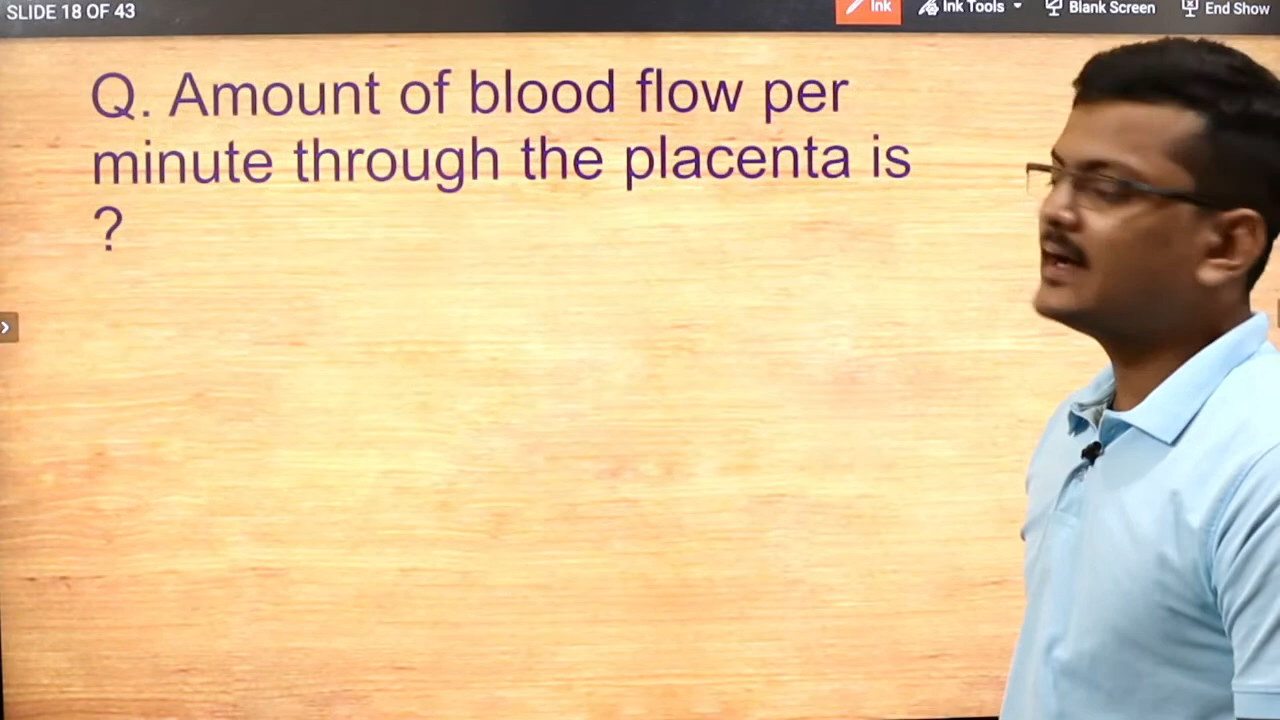 SLIDE 18 OF 43
Ink
Ink Tools
Blank Screen
End Show
Q. Amount of blood flow per
minute through the placenta is
?